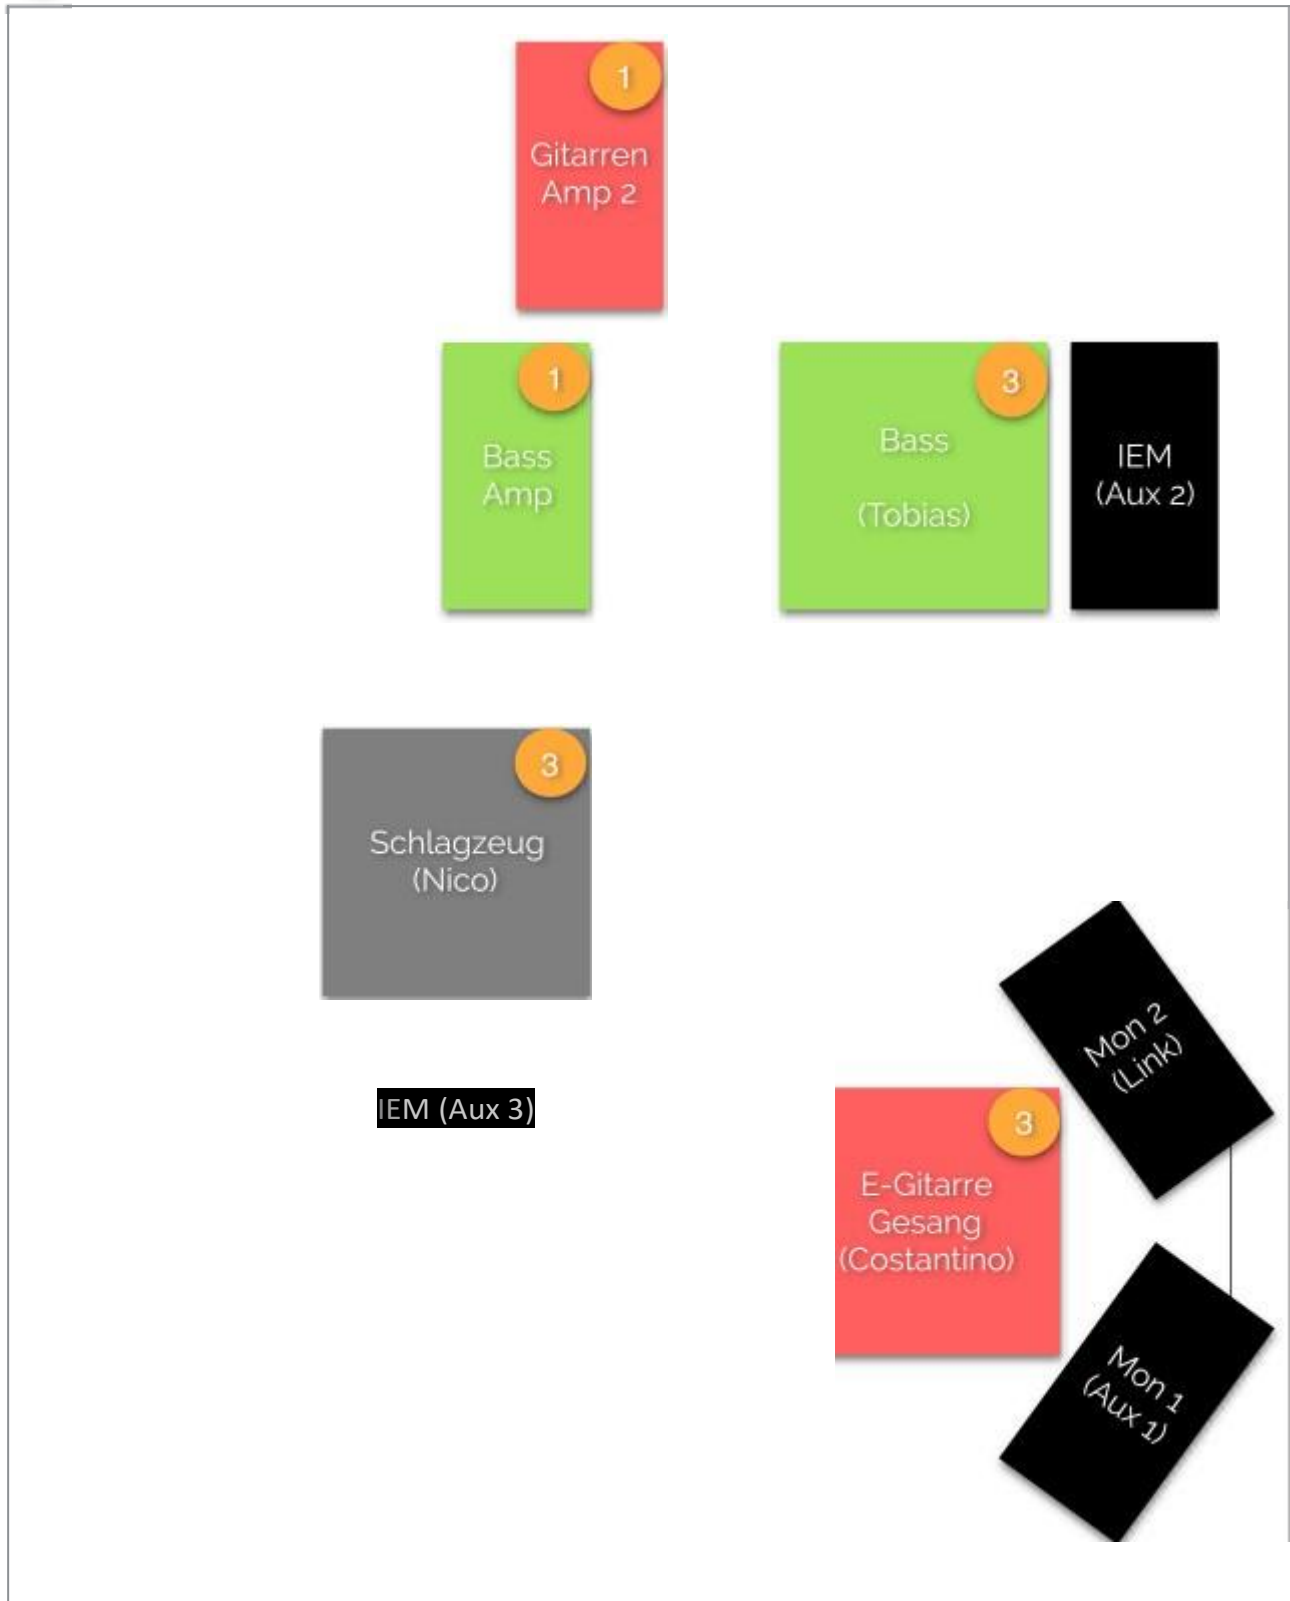 1
Gitarren
Amp 2
1
Bass
Amp
3
Bass
(Tobias)
IEM
(Aux 2)
3
Schlagzeug
(Nico)
IEM (Aux 3)
Mon 2
(Link)
3
E-Gitarre
Gesang
(Costantino)
Mon 1
(Aux 1)